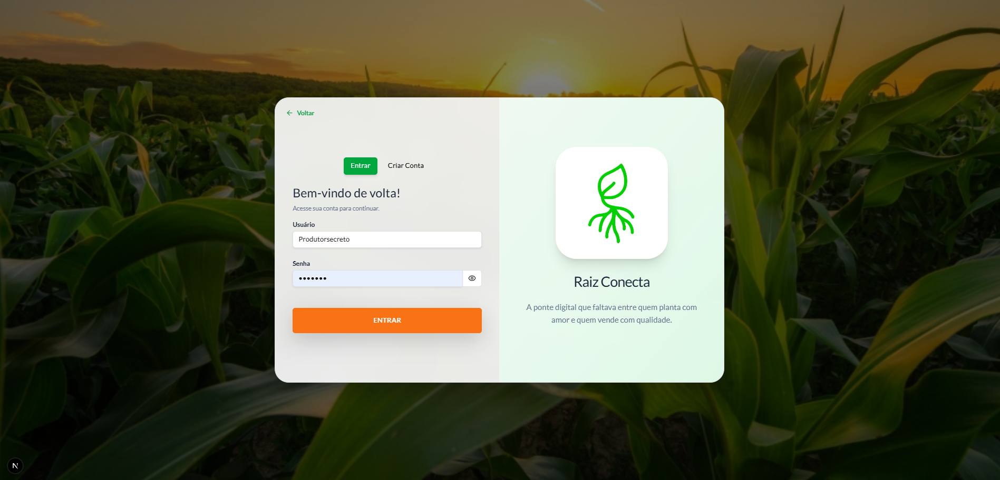 Voltar
Entrar
Criar Conta
Bem-vindo de volta!
Acesse sua conta para continuar.
Usuário
Produtorsecreto
Senha
•••••••
ENTRAR
Raiz Conecta
A ponte digital que faltava entre quem planta com
amor e quem vende com qualidade.
N